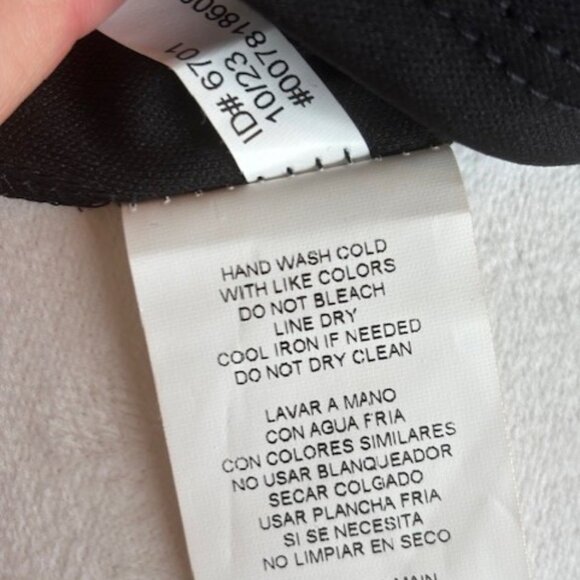 ID# 6701
10/23
HAND WASH COLD
WITH LIKE COLORS
DO NOT BLEACH
LINE DRY
COOL IRON IF NEEDED
DO NOT DRY CLEAN
LAVAR A MANO
CON AGUA FRIA
CON COLORES SIMILARES
NO USAR BLANQUEADOR
SECAR COLGADO
USAR PLANCHA FRIA
SI SE NECESITA
NO LIMPIAR EN SECO